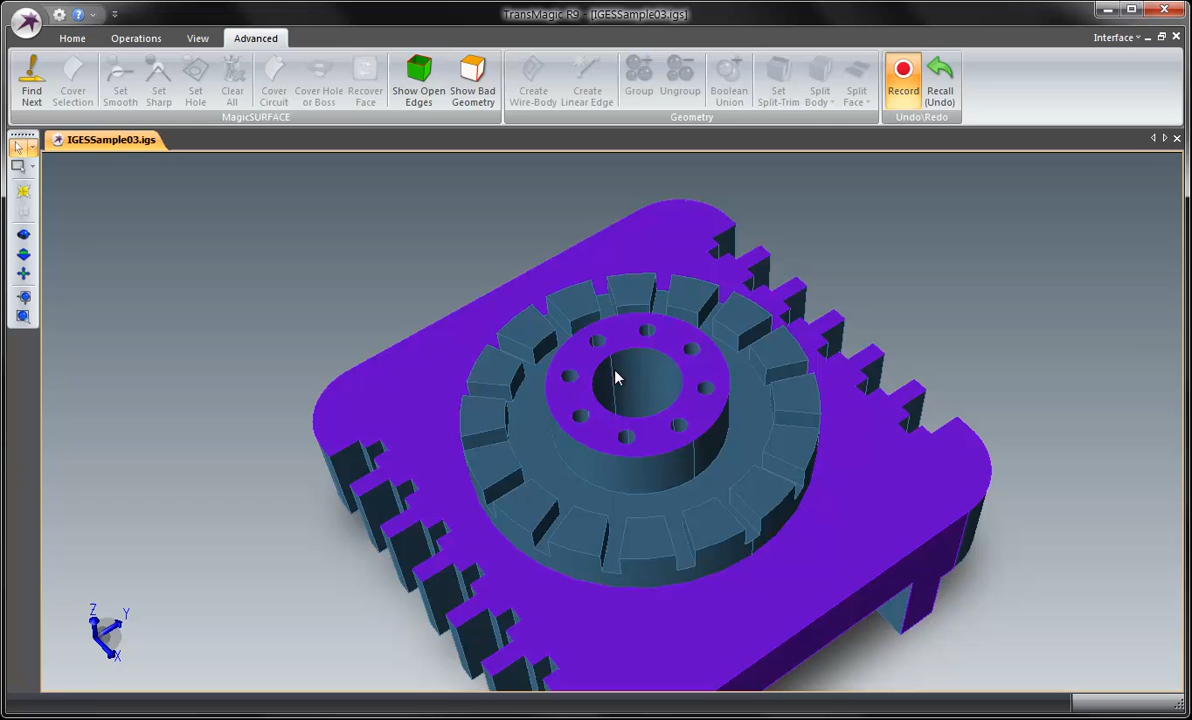 TransMagic R9 - [IGESSample03.igs]
Home Operations View Advanced Interface
Find Next
Cover Selection
Set Smooth
Set Sharp
Set Hole
Clear All
Cover Circuit
Cover Hole or Boss
Recover Face
Show Open Edges
Show Bad Geometry
Create Wire-Body
Create Linear Edge
Group
Ungroup
Boolean Union
Set Split-Trim
Split Body
Split Face
Record
Recall (Undo)
MagicSURFACE Geometry Undo\Redo
IGESSample03.igs
Z
Y
X